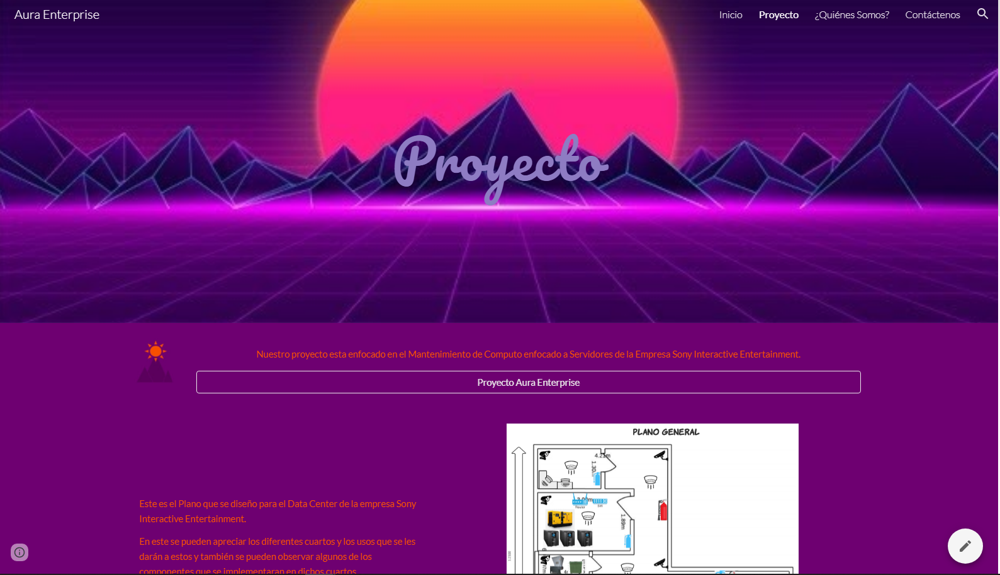 Aura Enterprise
Inicio
Proyecto
¿Quiénes Somos?
Contáctenos
Proyecto
Nuestro proyecto esta enfocado en el Mantenimiento de Computo enfocado a Servidores de la Empresa Sony Interactive Entertainment.
Proyecto Aura Enterprise
Este es el Plano que se diseño para el Data Center de la empresa Sony
Interactive Entertainment.
En este se pueden apreciar los diferentes cuartos y los usos que se les
darán a estos y también se pueden observar algunos de los
componentes que se implementaran en dichos cuartos.
PLANO GENERAL
4.21m
Router
SW
1.89m